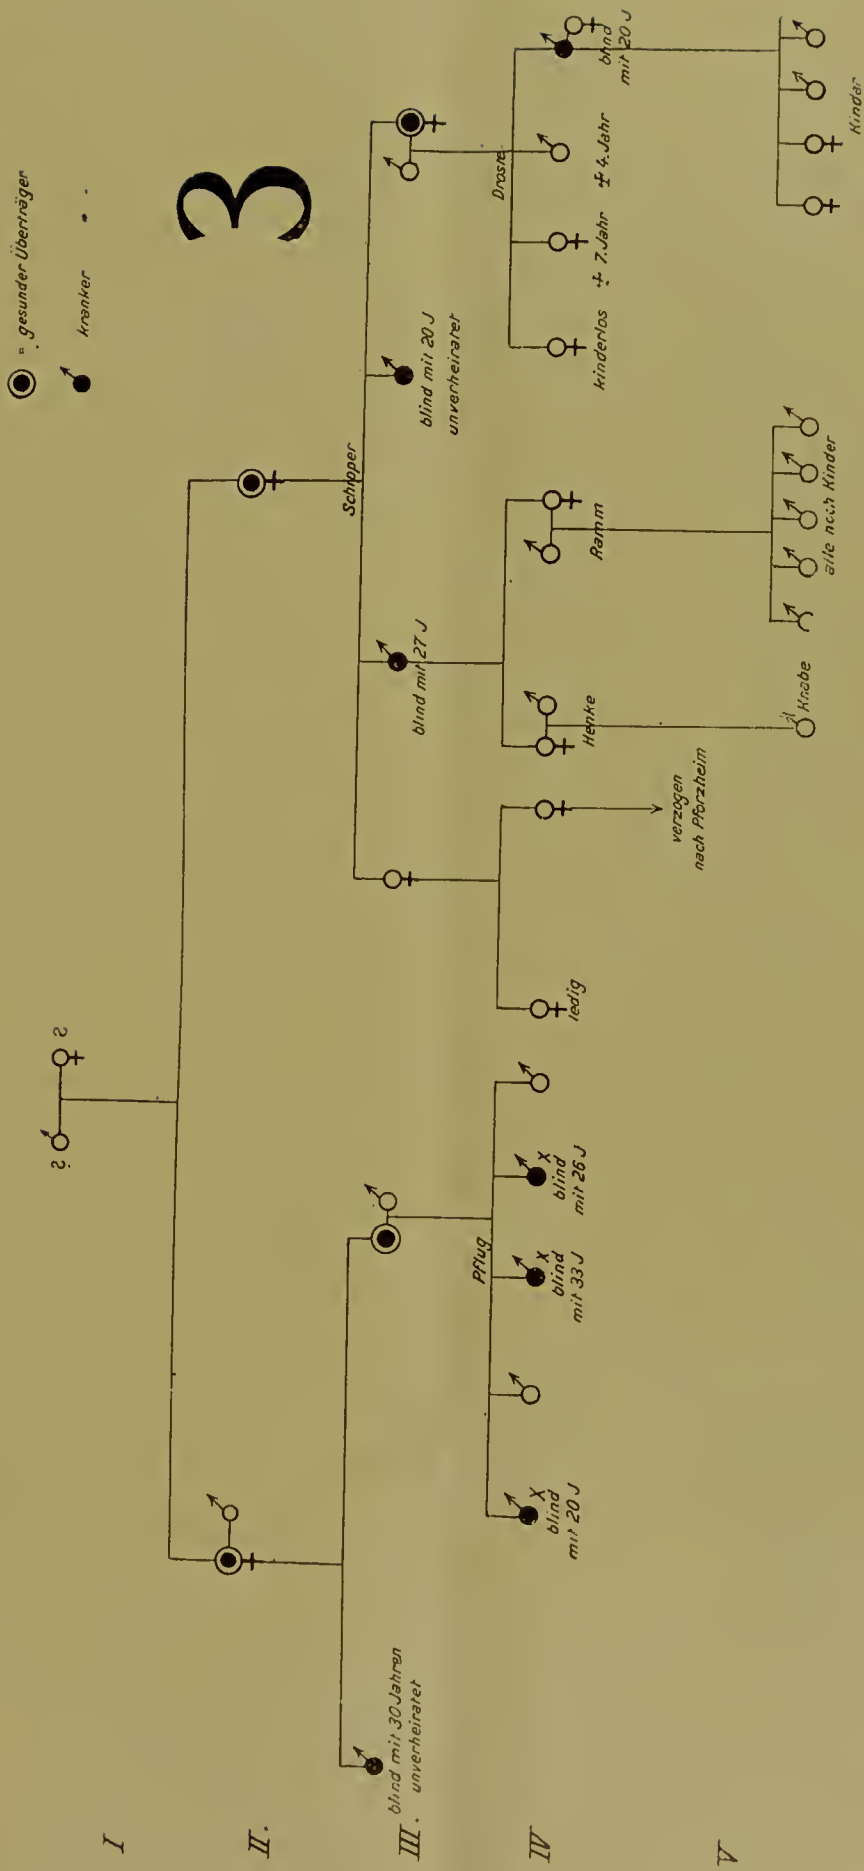 = gesunder Überträger
kranker " "
3
I
? ?
II.
Schröper
III.
blind mit 30 Jahren
unverheiratet
blind mit 27 J
blind mit 20 J
unverheiratet
Pflug
Droste
IV
X
blind
mit 20 J
X
blind
mit 33 J
X
blind
mit 26 J
ledig
verzogen
nach Pforzheim
Henke
Ramm
kinderlos
+ 7. Jahr
+ 4. Jahr
blind
mit 20 J
V
Knabe
alle noch Kinder
Kinder